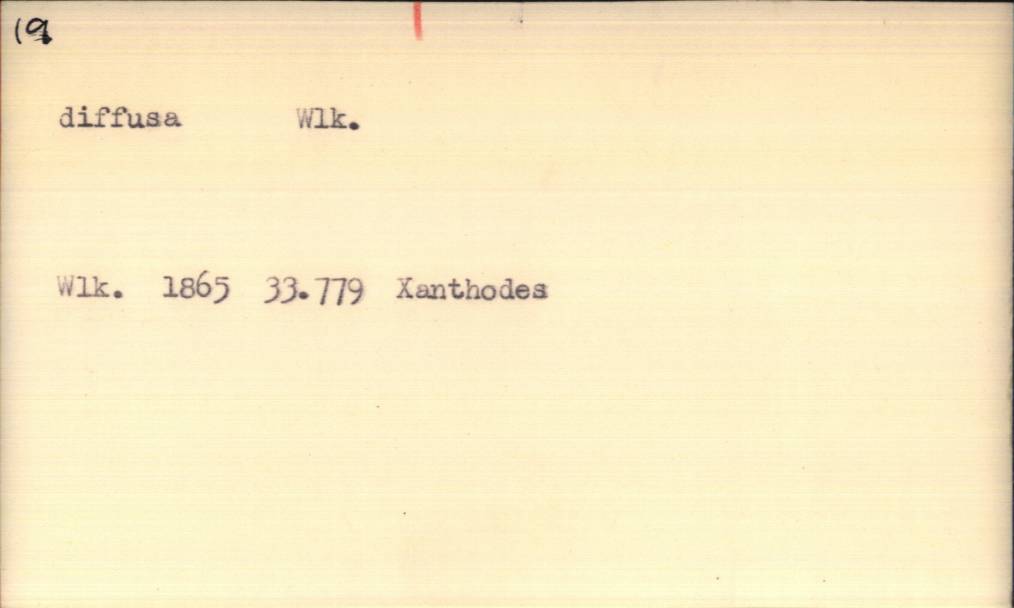 19
diffusa Wlk.
Wlk. 1865 33.779 Xanthodes